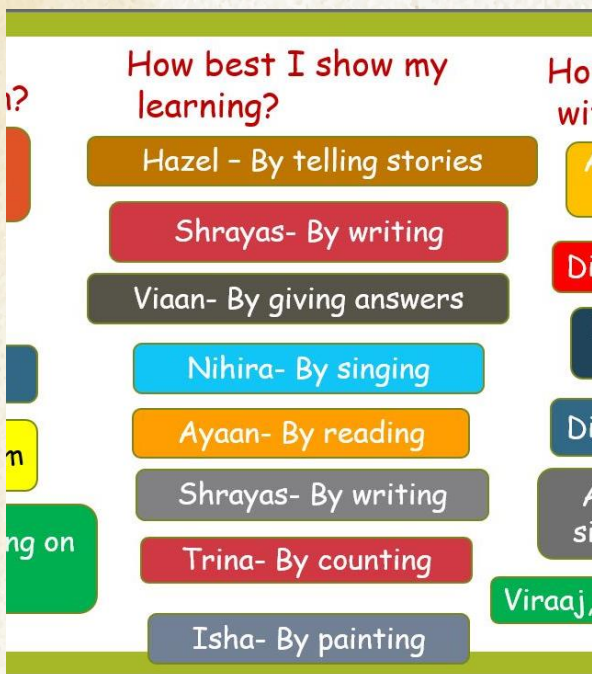 n?
m
ng on
How best I show my
learning?
Hazel – By telling stories
Shrayas- By writing
Viaan- By giving answers
Nihira- By singing
Ayaan- By reading
Shrayas- By writing
Trina- By counting
Isha- By painting
Ho
wi
A
Di
Di
A
si
Viraaj,